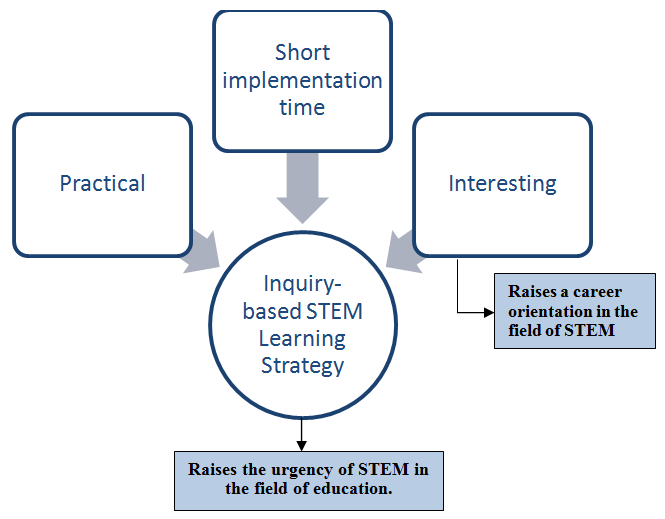 Short
implementation
time
Practical
Interesting
Inquiry-
based STEM
Learning
Strategy
Raises a career
orientation in the
field of STEM
Raises the urgency of STEM in
the field of education.